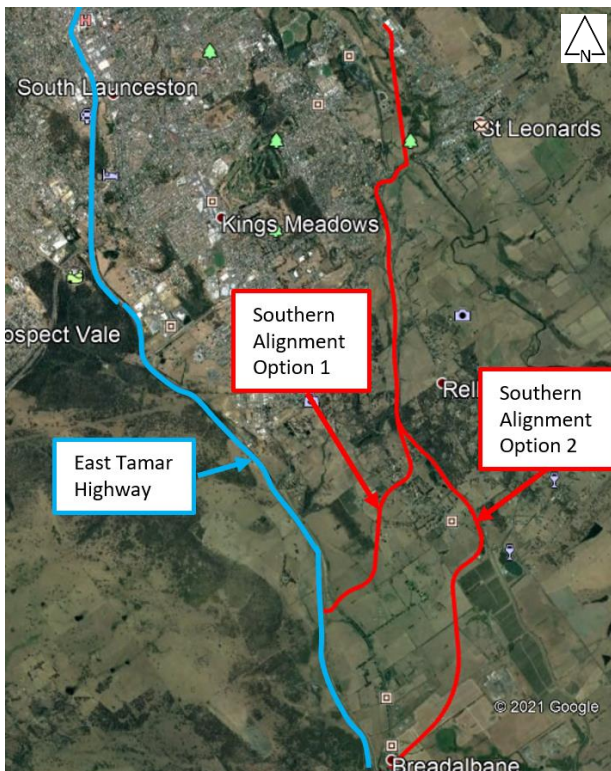 N
H
South Launceston
St Leonards
Kings Meadows
ospect Vale
Southern
Alignment
Option 1
Rel
Southern
Alignment
Option 2
East Tamar
Highway
© 2021 Google
Breadalbane